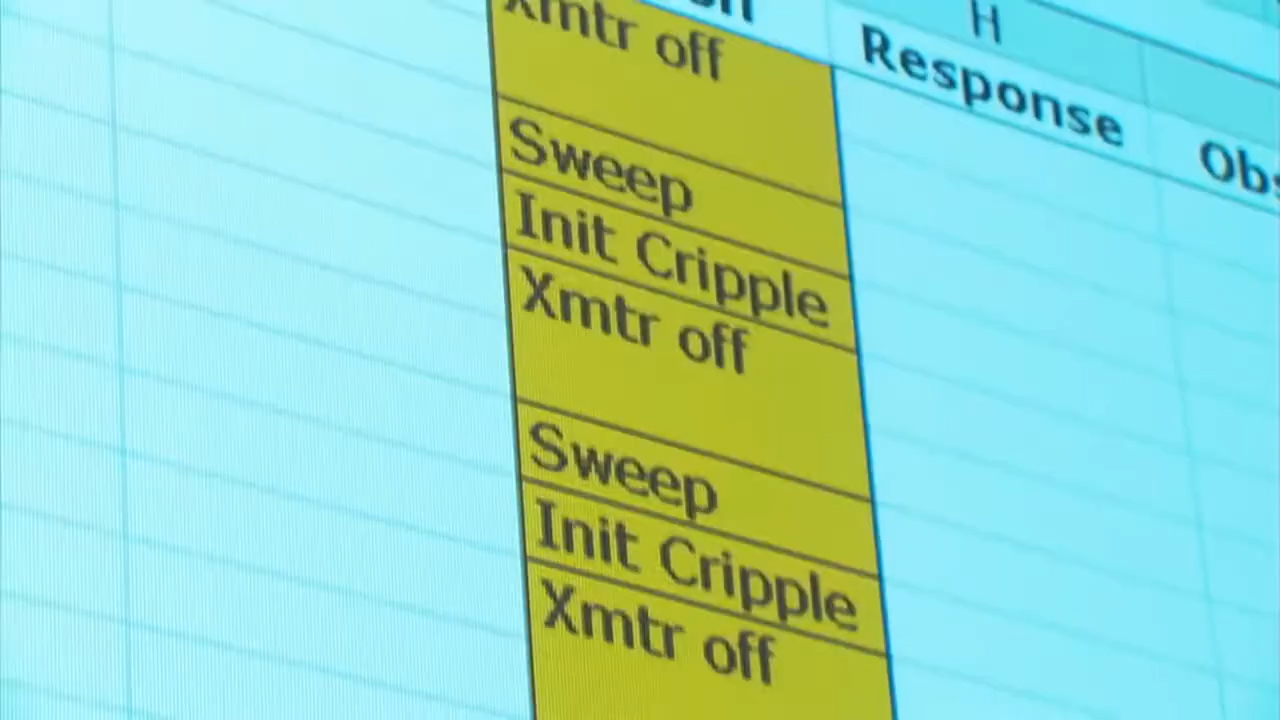 H
Response
Xmtr off
Sweep
Init Cripple
Xmtr off
Sweep
Init Cripple
Xmtr off